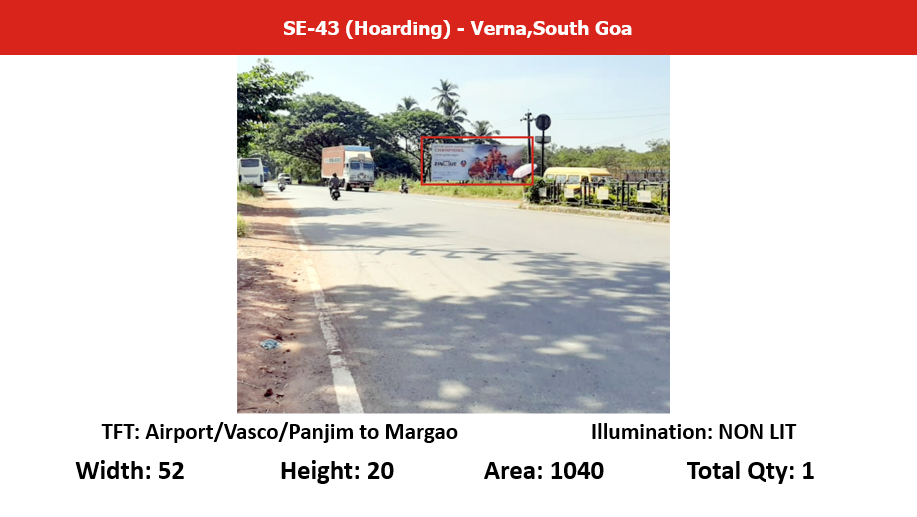 SE-43 (Hoarding) - Verna,South Goa
CHAMPIONS
TFT: Airport/Vasco/Panjim to Margao
Illumination: NON LIT
Width: 52
Height: 20
Area: 1040
Total Qty: 1